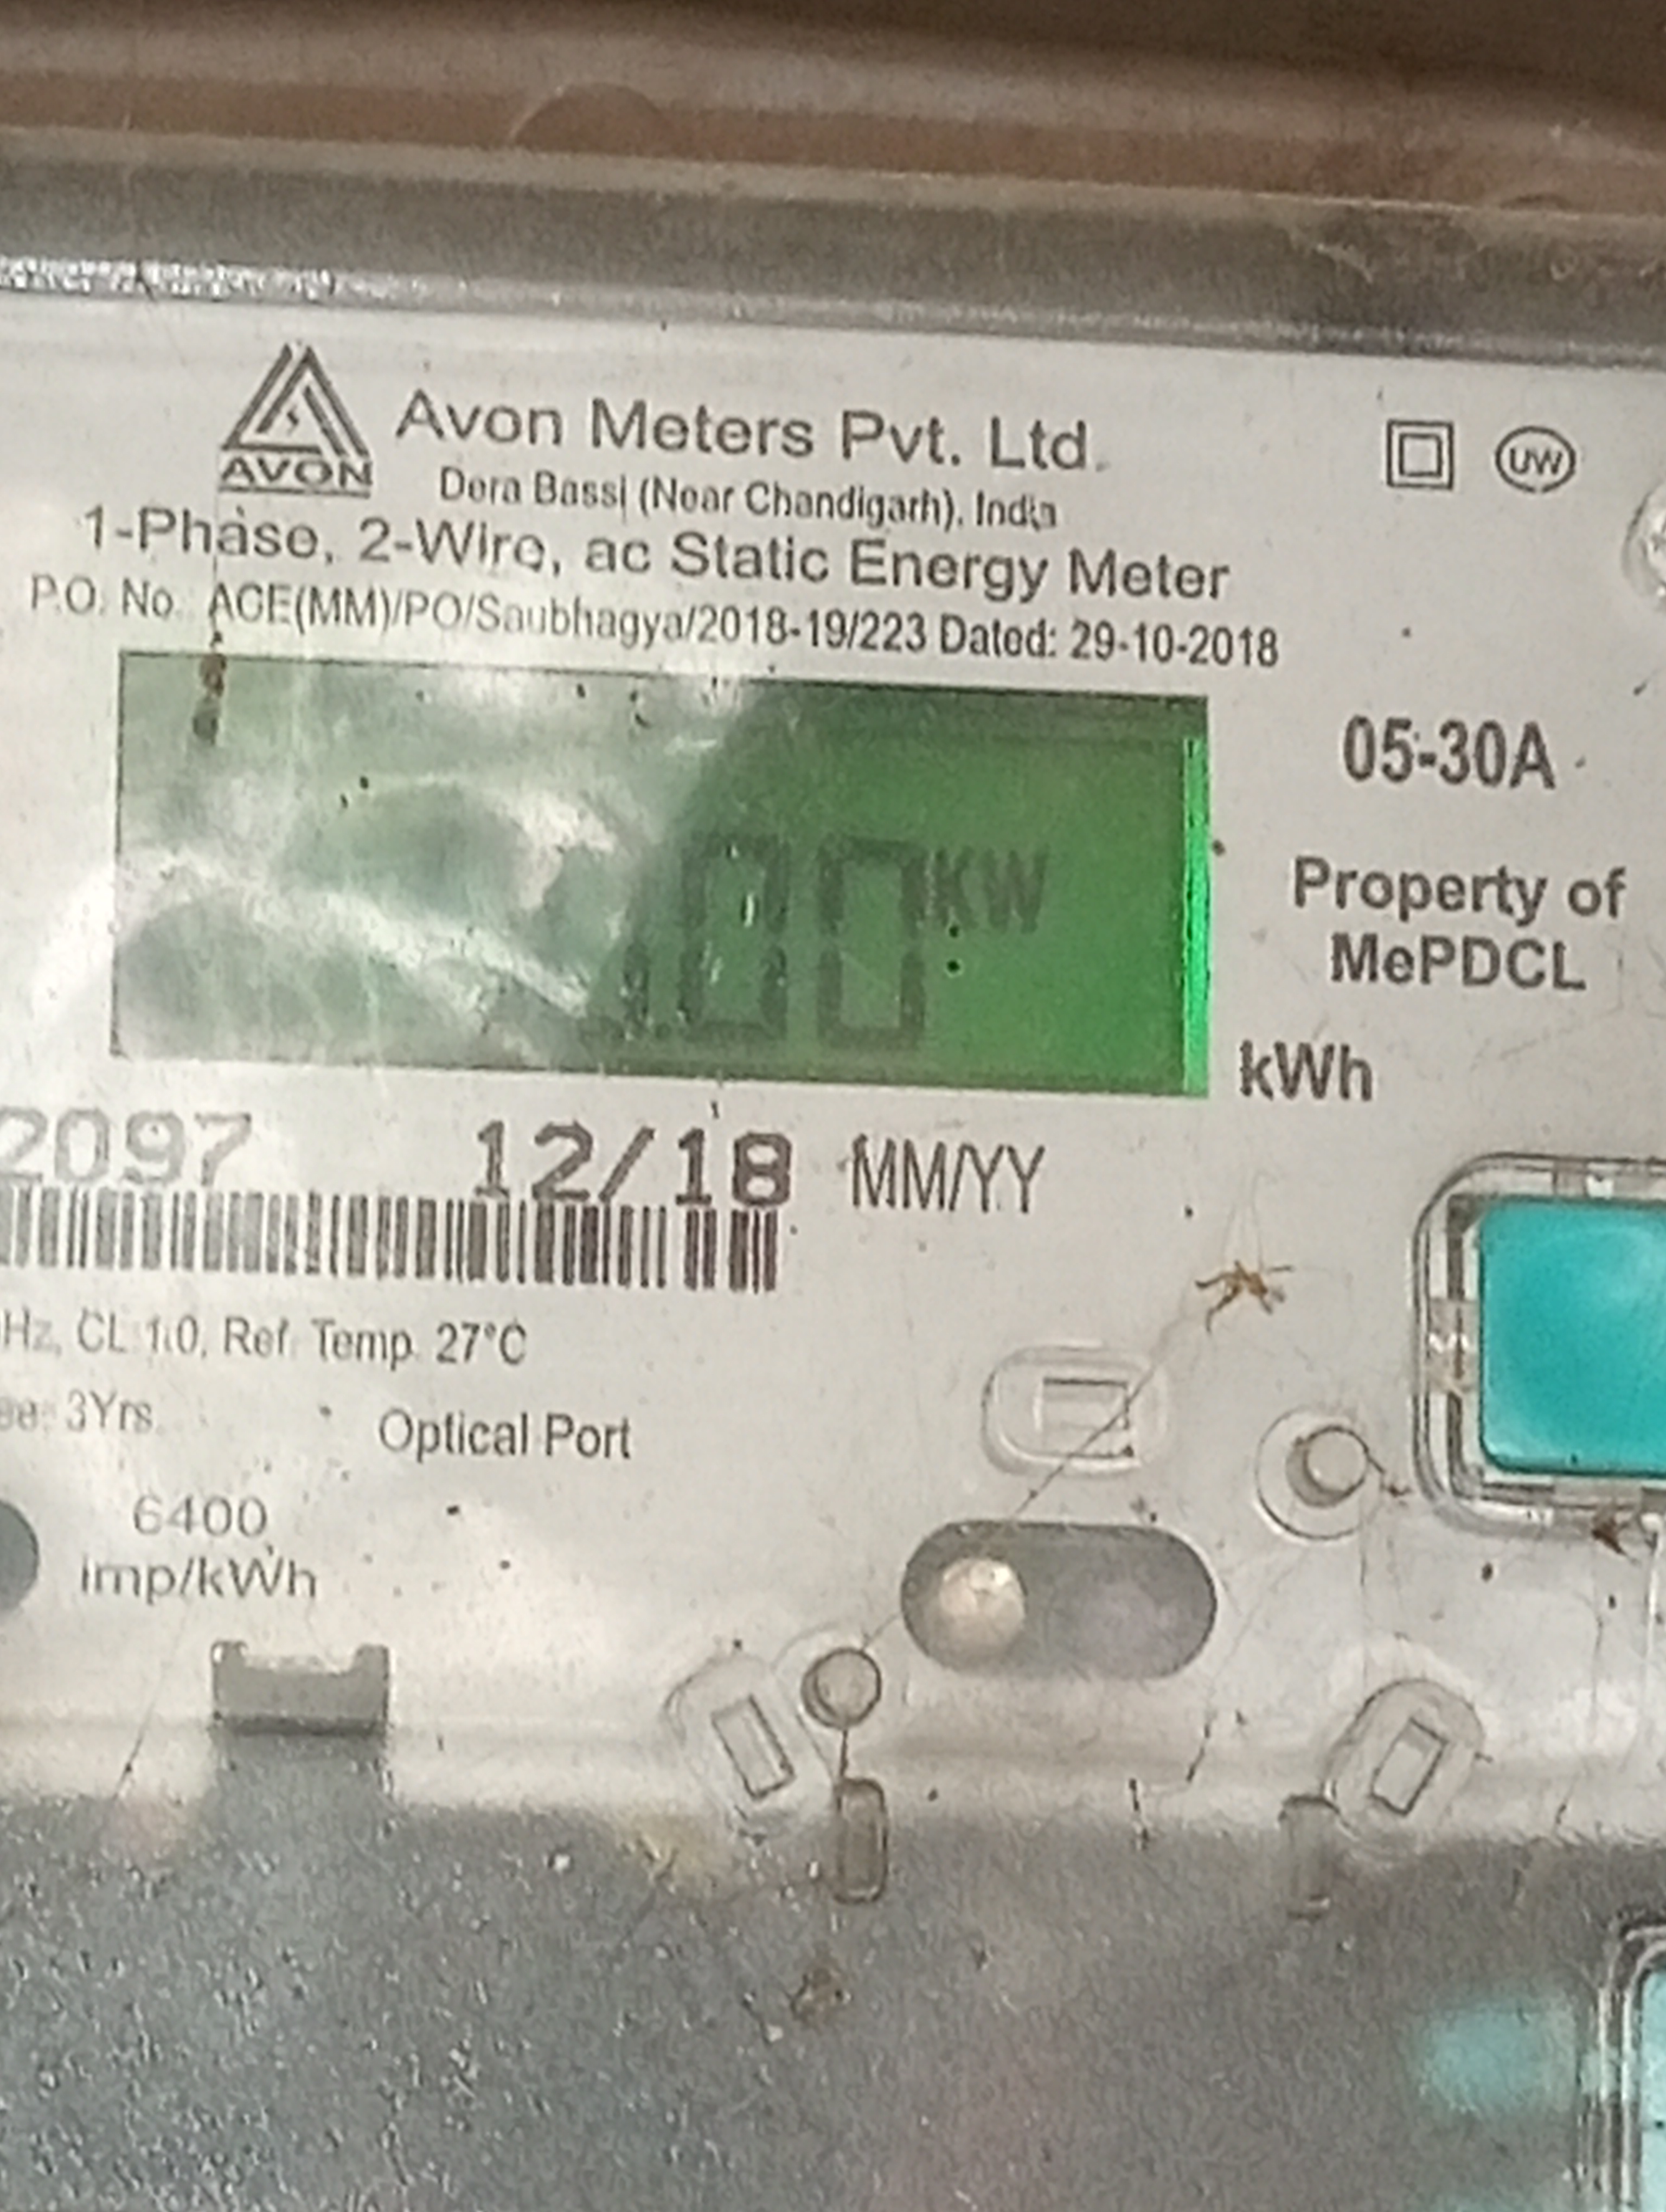 AVON
Avon Meters Pvt. Ltd.
Dera Bassi (Near Chandigarh), India
UW
1-Phase, 2-Wire, ac Static Energy Meter
P.O. No. ACE(MM)/PO/Saubhagya/2018-19/223 Dated: 29-10-2018
05-30A
.00 KW
Property of
MePDCL
kWh
2097 12/18 MM/YY
Hz, CL 1.0, Ref. Temp. 27°C
3Yrs.
Optical Port
6400
imp/kWh